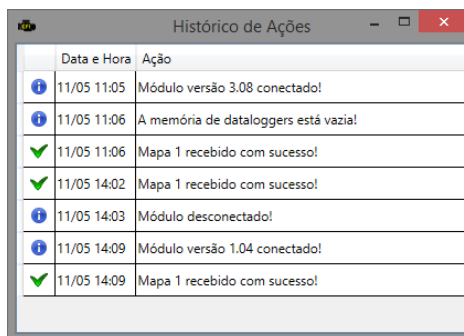 Histórico de Ações
Data e Hora Ação
11/05 11:05 Módulo versão 3.08 conectado!
11/05 11:06 A memória de dataloggers está vazia!
11/05 11:06 Mapa 1 recebido com sucesso!
11/05 14:02 Mapa 1 recebido com sucesso!
11/05 14:03 Módulo desconectado!
11/05 14:09 Módulo versão 1.04 conectado!
11/05 14:09 Mapa 1 recebido com sucesso!